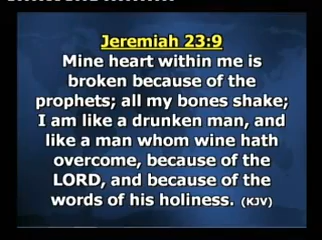 Jeremiah 23:9
Mine heart within me is
broken because of the
prophets; all my bones shake;
I am like a drunken man, and
like a man whom wine hath
overcome, because of the
LORD, and because of the
words of his holiness. (KJV)